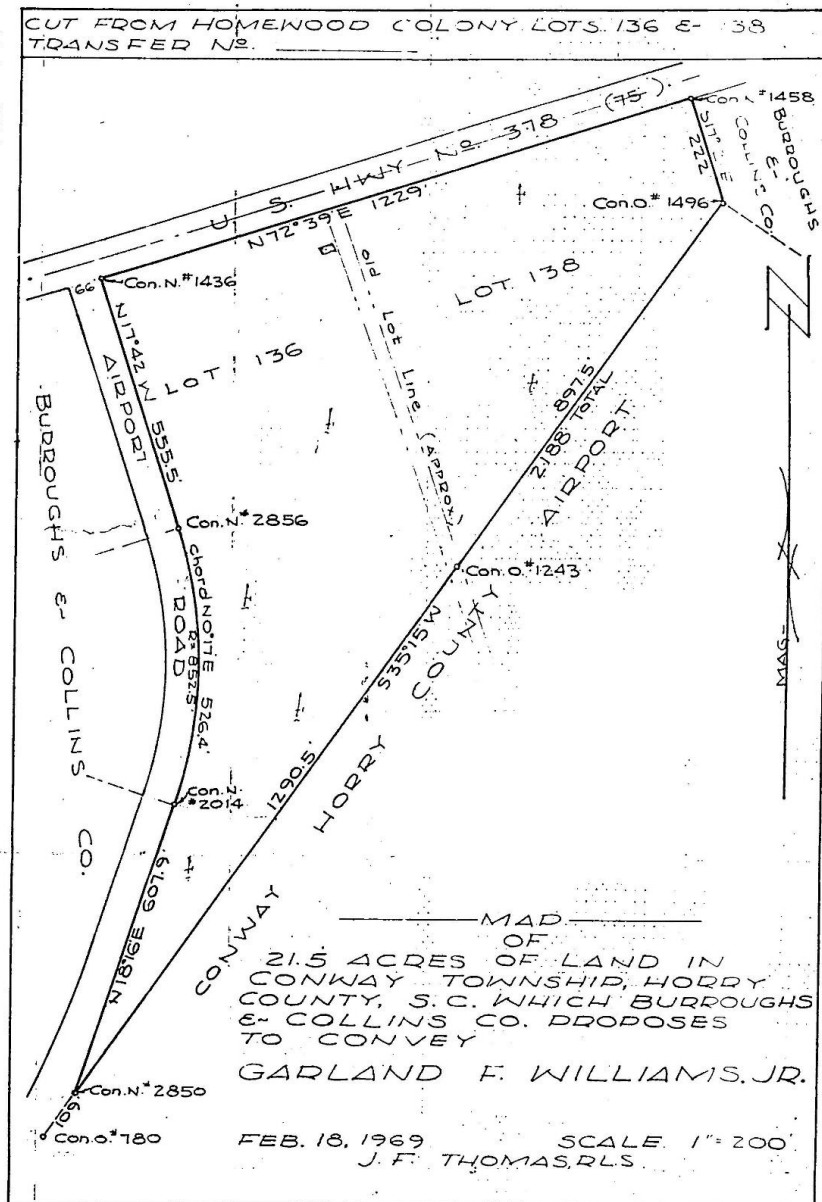 CUT FROM HOMEWOOD COLONY LOTS 136 & 138
TRANSFER No.
U. S. HWY No 378 (75')
Con. N. #1458
S17° E
222
BURROUGHS
&
COLLINS CO.
Con. O. #1496
N72°39'E 1229'
66'
Con. N. #1436
LOT 138
LOT 136
Old Lot Line (APPROX)
N17°42'W 555.5'
AIRPORT
ROAD
BURROUGHS & COLLINS CO.
897.5'
2188' TOTAL
Con. N. #2856
Con. O. #1243
chord N0°17'E 526.4'
R=852.5'
S35°15'W
1290.5'
CONWAY HORRY COUNTY AIRPORT
MAG-
Con. N. #2014
N18°16'E 607.9'
Con. N. #2850
109'
Con. O. #780
MAP
OF
21.5 ACRES OF LAND IN
CONWAY TOWNSHIP, HORRY
COUNTY, S.C. WHICH BURROUGHS
& COLLINS CO. PROPOSES
TO CONVEY
GARLAND F. WILLIAMS, JR.
FEB. 18, 1969 SCALE 1"=200'
J. F. THOMAS, RLS